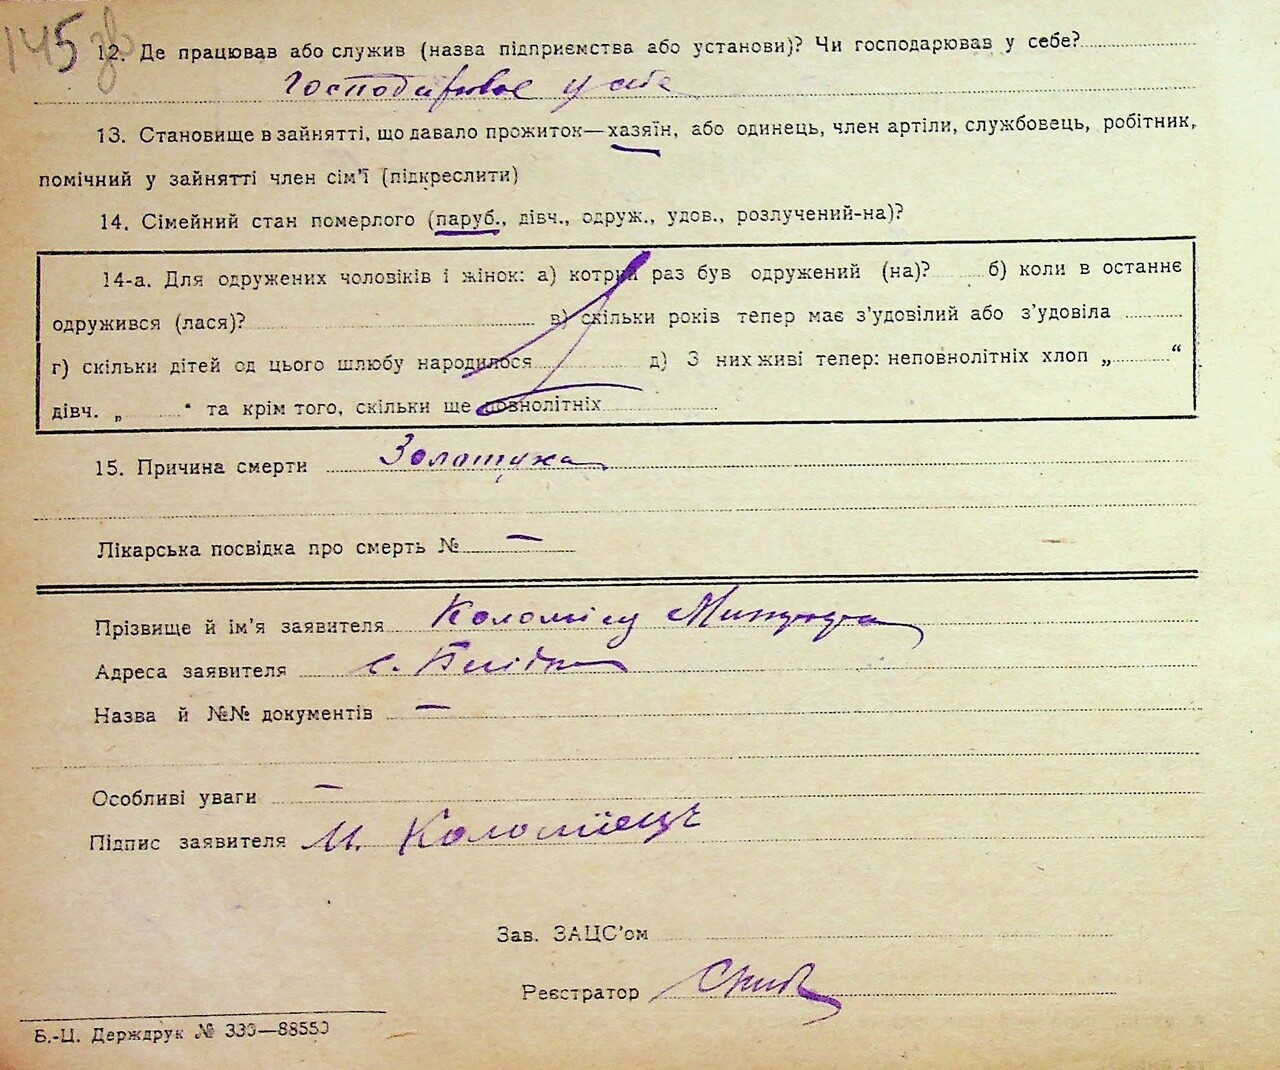 145 зв
12. Де працював або служив (назва підприємства або установи)? Чи господарював у себе?
Господарював у себе
13. Становище в зайнятті, що давало прожиток—хазяїн, або одинець, член артіли, службовець, робітник,
помічний у зайнятті член сім'ї (підкреслити)
14. Сімейний стан померлого (паруб., дівч., одруж., удов., розлучений-на)?
14-а. Для одружених чоловіків і жінок: а) котрий раз був одружений (на)? б) коли в останнє
одружився (лася)? в) скільки років тепер має з'удовілий або з'удовіла
г) скільки дітей од цього шлюбу народилося д) З них живі тепер: неповнолітніх хлоп „ “
дівч. „ “ та крім того, скільки ще повнолітніх
15. Причина смерти Золотуха
Лікарська посвідка про смерть № —
Прізвище й ім'я заявителя Коломієць
Адреса заявителя с.
Назва й №№ документів —
Особливі уваги —
Підпис заявителя М. Коломіець
Зав. ЗАЦС'ом
Реєстратор
Б.-Ц. Держдрук № 330—88550